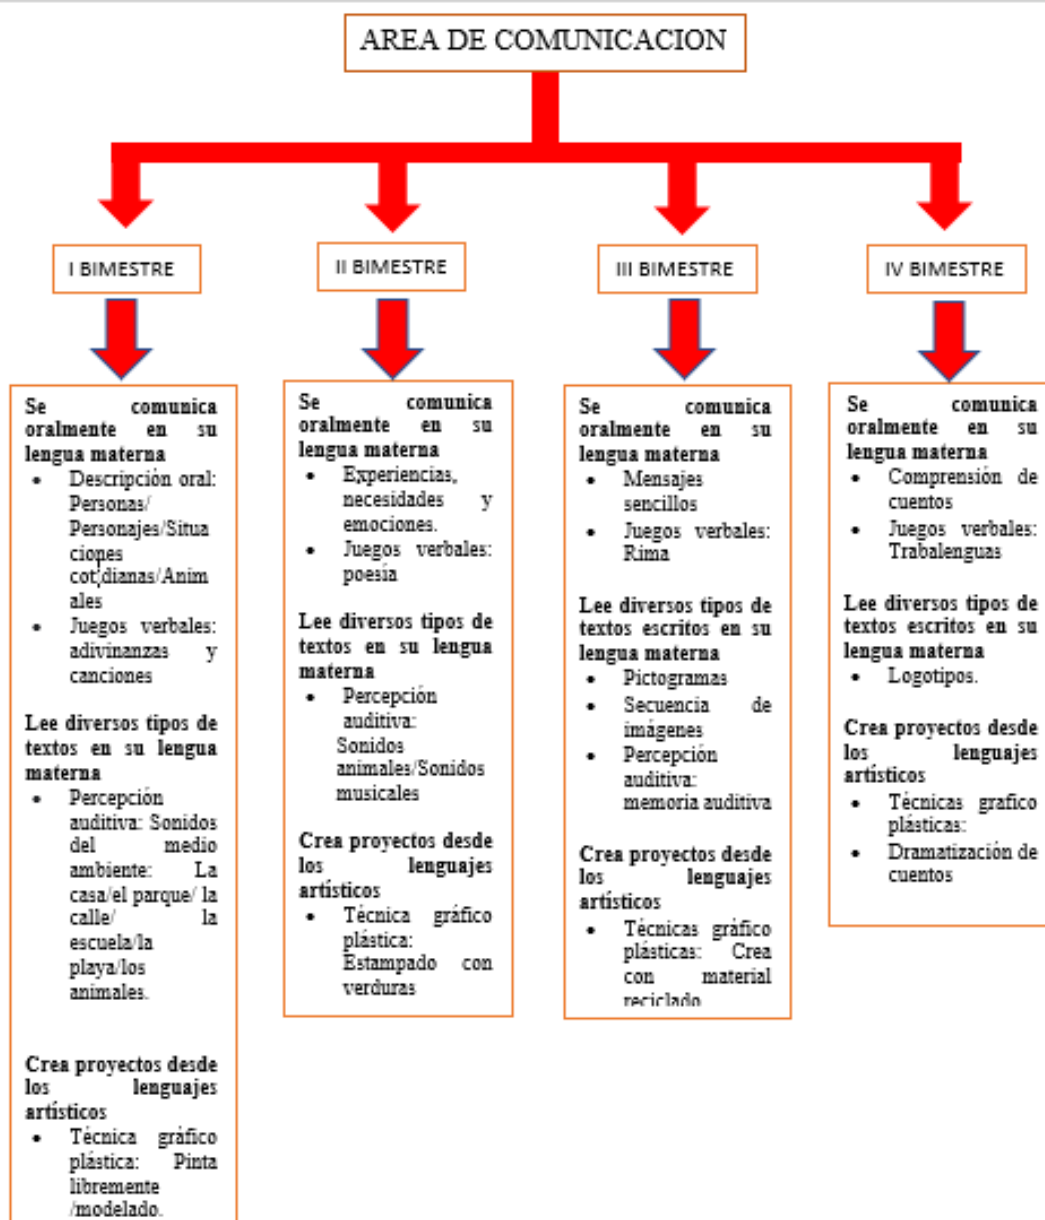 AREA DE COMUNICACION
I BIMESTRE
II BIMESTRE
III BIMESTRE
IV BIMESTRE
Se comunica
oralmente en su
lengua materna
• Descripción oral:
Personas/
Personajes/Situa
ciones
cotidianas/Anim
ales
• Juegos verbales:
adivinanzas y
canciones
Lee diversos tipos de
textos en su lengua
materna
• Percepción
auditiva: Sonidos
del medio
ambiente: La
casa/el parque/ la
calle/ la
escuela/la
playa/los
animales.
Crea proyectos desde
los lenguajes
artísticos
• Técnica gráfico
plástica: Pinta
libremente
/modelado.
Se comunica
oralmente en su
lengua materna
• Experiencias,
necesidades y
emociones.
• Juegos verbales:
poesía
Lee diversos tipos de
textos en su lengua
materna
• Percepción
auditiva:
Sonidos
animales/Sonidos
musicales
Crea proyectos desde
los lenguajes
artísticos
• Técnica gráfico
plástica:
Estampado con
verduras
Se comunica
oralmente en su
lengua materna
• Mensajes
sencillos
• Juegos verbales:
Rima
Lee diversos tipos de
textos escritos en su
lengua materna
• Pictogramas
• Secuencia de
imágenes
• Percepción
auditiva:
memoria auditiva
Crea proyectos desde
los lenguajes
artísticos
• Técnicas gráfico
plásticas: Crea
con material
reciclado
Se comunica
oralmente en su
lengua materna
• Comprensión de
cuentos
• Juegos verbales:
Trabalenguas
Lee diversos tipos de
textos escritos en su
lengua materna
• Logotipos.
Crea proyectos desde
los lenguajes
artísticos
• Técnicas grafico
plásticas:
• Dramatización de
cuentos